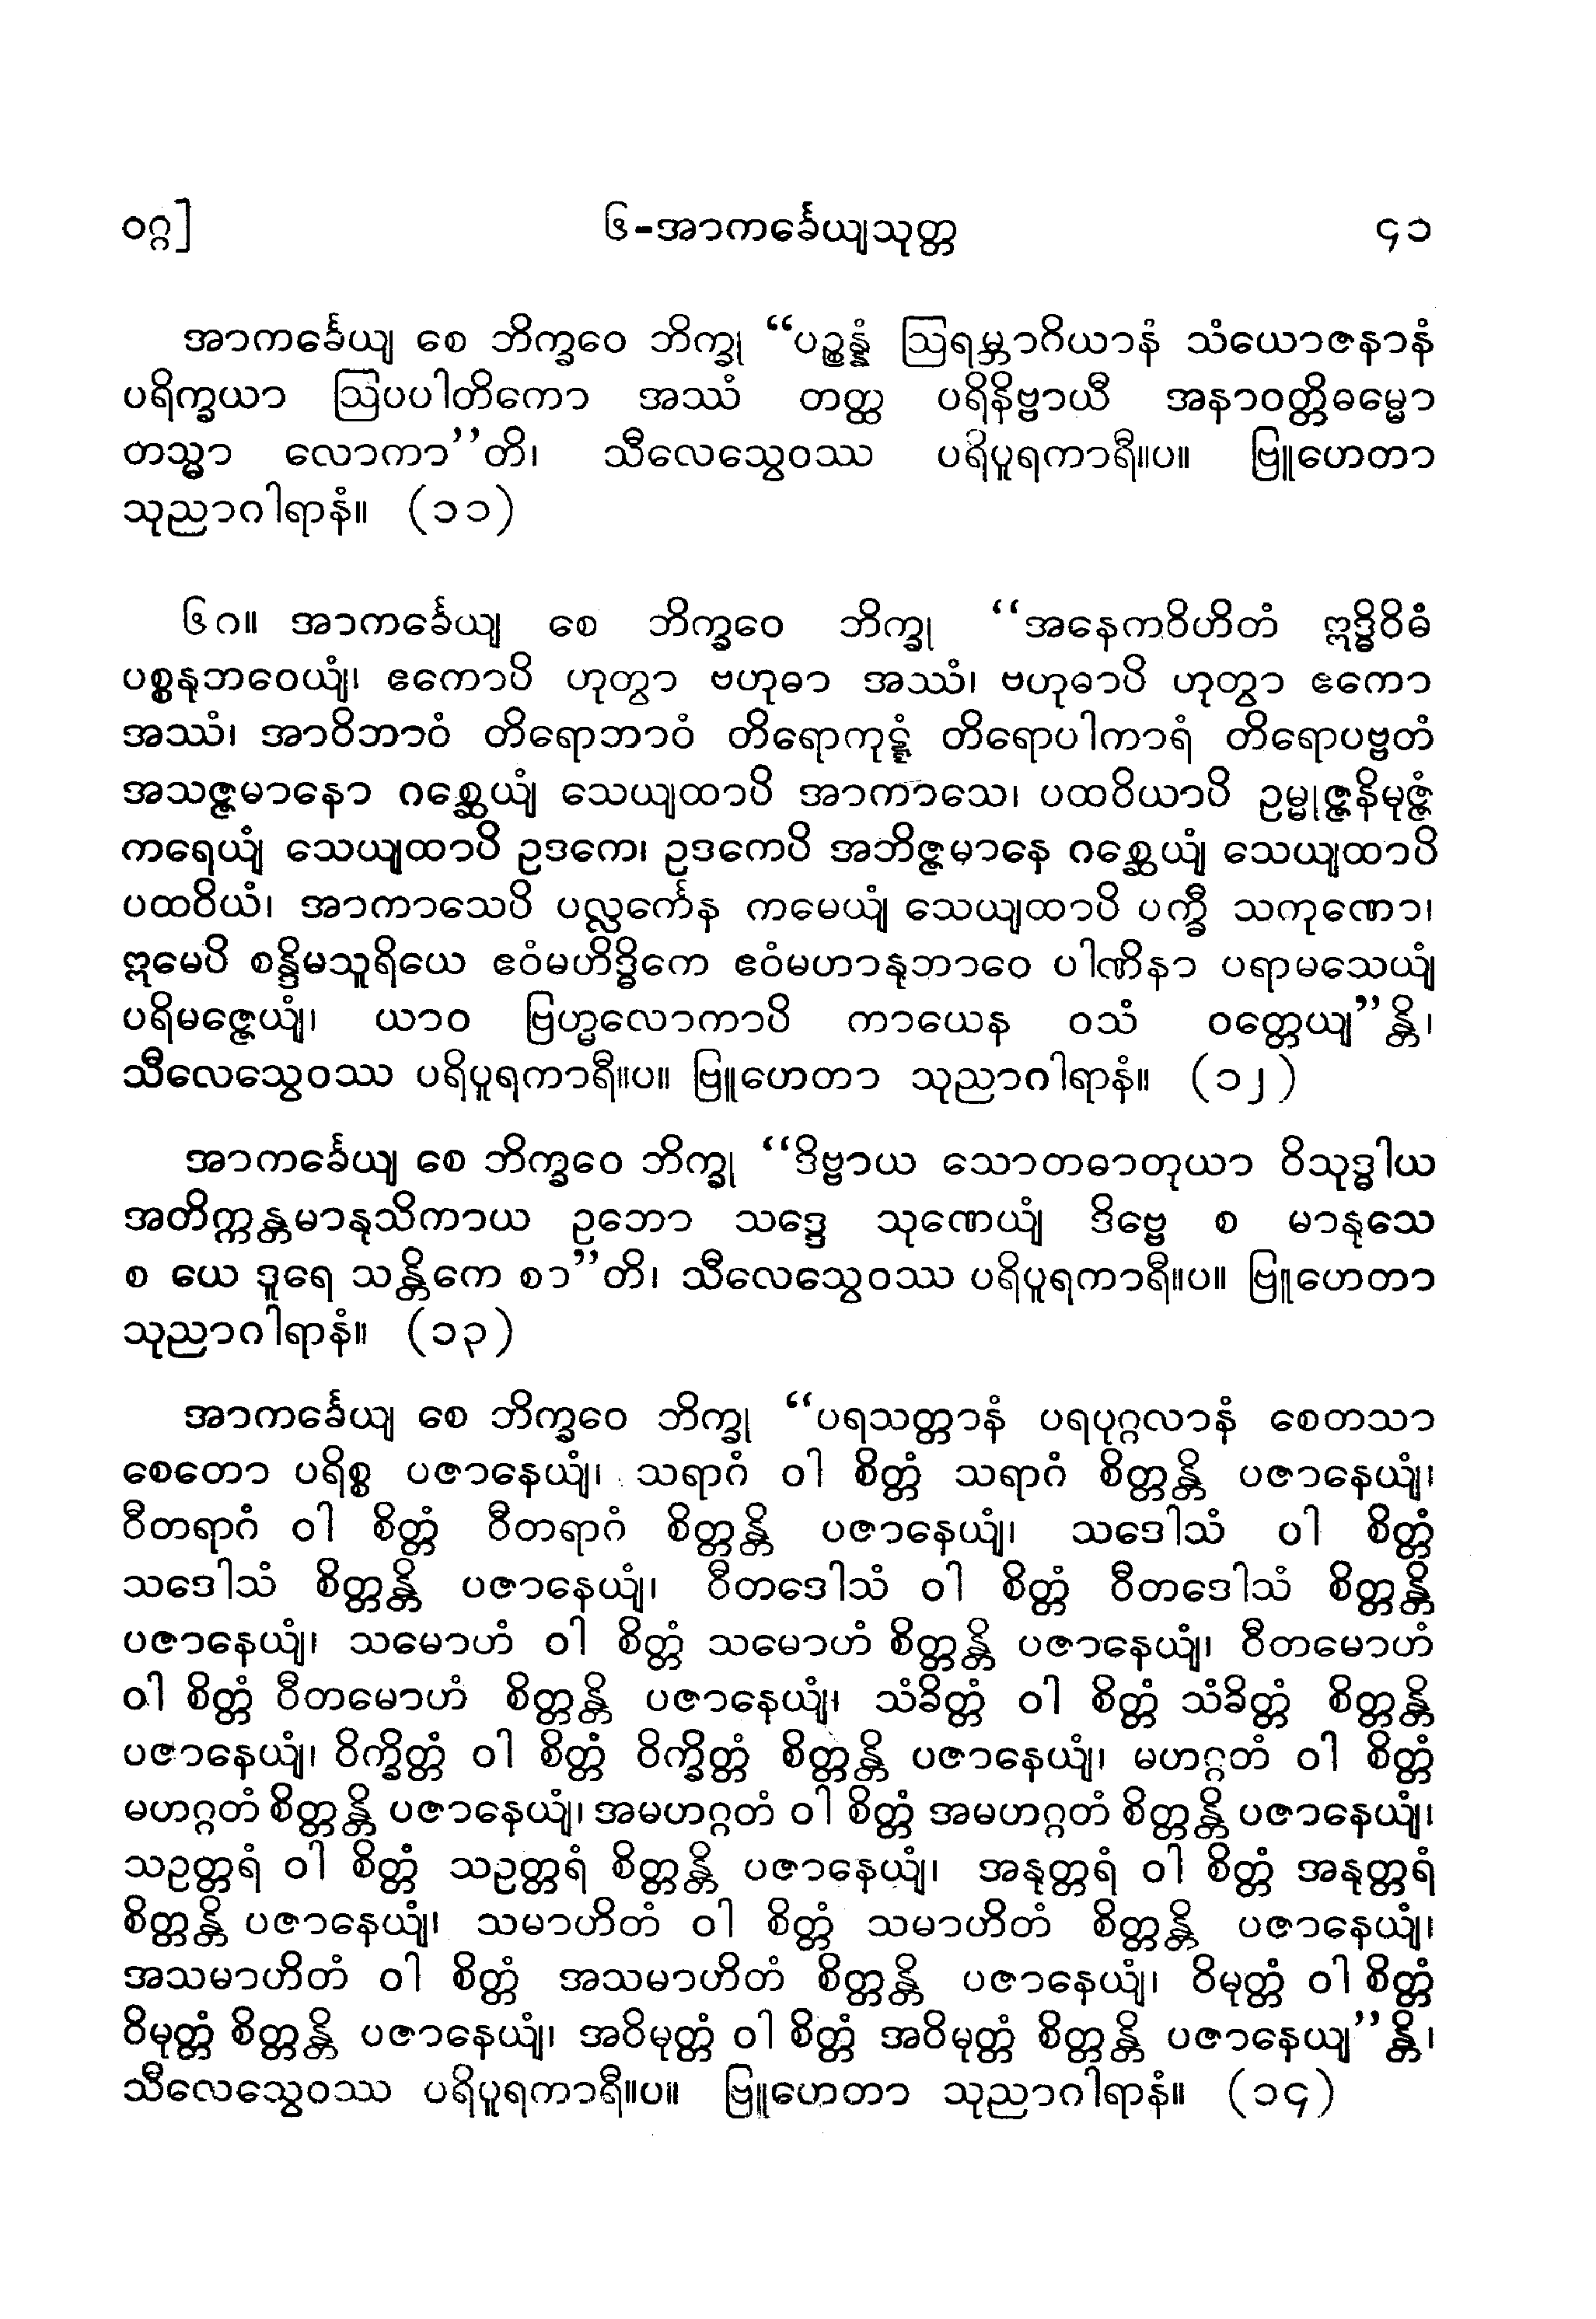 ဝဂ္ဂ] ၆-အာကင်္ခေယျသုတ္တ ၄၁
အာကင်္ခေယျ စေ ဘိက္ခဝေ ဘိက္ခု “ပဉ္စန္နံ ဩရမ္ဘာဂိယာနံ သံယောဇနာနံ
ပရိက္ခယာ ဩပပါတိကော အဿံ တတ္ထ ပရိနိဗ္ဗာယီ အနာဝတ္တိဓမ္မော
တသ္မာ လောကာ”တိ၊ သီလေသွေဝဿ ပရိပူရကာရီ။ပ။ ဗြူဟေတာ
သုညာဂါရာနံ။ (၁၁)
၆၈။ အာကင်္ခေယျ စေ ဘိက္ခဝေ ဘိက္ခု “အနေကဝိဟိတံ ဣဒ္ဓိဝိဓံ
ပစ္စနုဘဝေယျံ၊ ဧကောပိ ဟုတွာ ဗဟုဓာ အဿံ၊ ဗဟုဓာပိ ဟုတွာ ဧကော
အဿံ၊ အာဝိဘာဝံ တိရောဘာဝံ တိရောကုဋ္ဋံ တိရောပါကာရံ တိရောပဗ္ဗတံ
အသဇ္ဇမာနော ဂစ္ဆေယျံ သေယျထာပိ အာကာသေ၊ ပထဝိယာပိ ဥမ္မုဇ္ဇနိမုဇ္ဇံ
ကရေယျံ သေယျထာပိ ဥဒကေ၊ ဥဒကေပိ အဘိဇ္ဇမာနေ ဂစ္ဆေယျံ သေယျထာပိ
ပထဝိယံ၊ အာကာသေပိ ပလ္လင်္ကေန ကမေယျံ သေယျထာပိ ပက္ခီ သကုဏော၊
ဣမေပိ စန္ဒိမသူရိယေ ဧဝံမဟိဒ္ဓိကေ ဧဝံမဟာနုဘာဝေ ပါဏိနာ ပရာမသေယျံ
ပရိမဇ္ဇေယျံ၊ ယာဝ ဗြဟ္မလောကာပိ ကာယေန ဝသံ ဝတ္တေယျ”န္တိ၊
သီလေသွေဝဿ ပရိပူရကာရီ။ပ။ ဗြူဟေတာ သုညာဂါရာနံ။ (၁၂)
အာကင်္ခေယျ စေ ဘိက္ခဝေ ဘိက္ခု “ဒိဗ္ဗာယ သောတဓာတုယာ ဝိသုဒ္ဓါယ
အတိက္ကန္တမာနုသိကာယ ဥဘော သဒ္ဒေ သုဏေယျံ ဒိဗ္ဗေ စ မာနုသေ
စ ယေ ဒူရေ သန္တိကေ စာ”တိ၊ သီလေသွေဝဿ ပရိပူရကာရီ။ပ။ ဗြူဟေတာ
သုညာဂါရာနံ။ (၁၃)
အာကင်္ခေယျ စေ ဘိက္ခဝေ ဘိက္ခု “ပရသတ္တာနံ ပရပုဂ္ဂလာနံ စေတသာ
စေတော ပရိစ္စ ပဇာနေယျံ၊ သရာဂံ ဝါ စိတ္တံ သရာဂံ စိတ္တန္တိ ပဇာနေယျံ၊
ဝီတရာဂံ ဝါ စိတ္တံ ဝီတရာဂံ စိတ္တန္တိ ပဇာနေယျံ၊ သဒေါသံ ဝါ စိတ္တံ
သဒေါသံ စိတ္တန္တိ ပဇာနေယျံ၊ ဝီတဒေါသံ ဝါ စိတ္တံ ဝီတဒေါသံ စိတ္တန္တိ
ပဇာနေယျံ၊ သမောဟံ ဝါ စိတ္တံ သမောဟံ စိတ္တန္တိ ပဇာနေယျံ၊ ဝီတမောဟံ
ဝါ စိတ္တံ ဝီတမောဟံ စိတ္တန္တိ ပဇာနေယျံ၊ သံခိတ္တံ ဝါ စိတ္တံ သံခိတ္တံ စိတ္တန္တိ
ပဇာနေယျံ၊ ဝိက္ခိတ္တံ ဝါ စိတ္တံ ဝိက္ခိတ္တံ စိတ္တန္တိ ပဇာနေယျံ၊ မဟဂ္ဂတံ ဝါ စိတ္တံ
မဟဂ္ဂတံ စိတ္တန္တိ ပဇာနေယျံ၊ အမဟဂ္ဂတံ ဝါ စိတ္တံ အမဟဂ္ဂတံ စိတ္တန္တိ ပဇာနေယျံ၊
သဥတ္တရံ ဝါ စိတ္တံ သဥတ္တရံ စိတ္တန္တိ ပဇာနေယျံ၊ အနုတ္တရံ ဝါ စိတ္တံ အနုတ္တရံ
စိတ္တန္တိ ပဇာနေယျံ၊ သမာဟိတံ ဝါ စိတ္တံ သမာဟိတံ စိတ္တန္တိ ပဇာနေယျံ၊
အသမာဟိတံ ဝါ စိတ္တံ အသမာဟိတံ စိတ္တန္တိ ပဇာနေယျံ၊ ဝိမုတ္တံ ဝါ စိတ္တံ
ဝိမုတ္တံ စိတ္တန္တိ ပဇာနေယျံ၊ အဝိမုတ္တံ ဝါ စိတ္တံ အဝိမုတ္တံ စိတ္တန္တိ ပဇာနေယျ”န္တိ၊
သီလေသွေဝဿ ပရိပူရကာရီ။ပ။ ဗြူဟေတာ သုညာဂါရာနံ။ (၁၄)